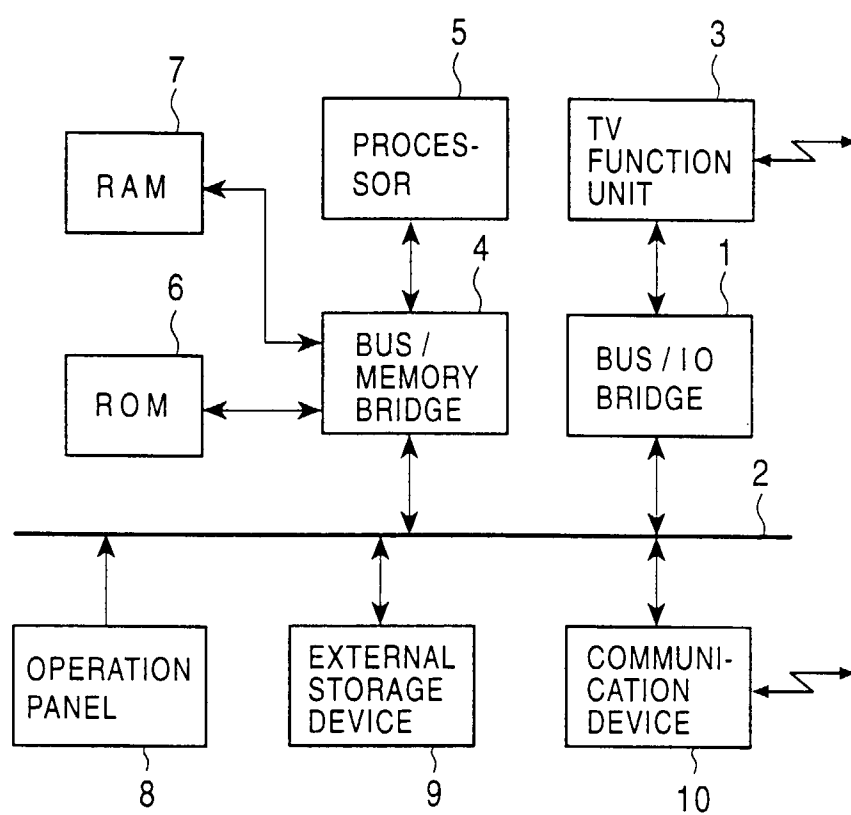 5
3
7
PROCES-
SOR
TV
FUNCTION
UNIT
RAM
4
1
6
BUS /
MEMORY
BRIDGE
BUS / IO
BRIDGE
ROM
2
OPERATION
PANEL
EXTERNAL
STORAGE
DEVICE
COMMUNI-
CATION
DEVICE
8
9
10